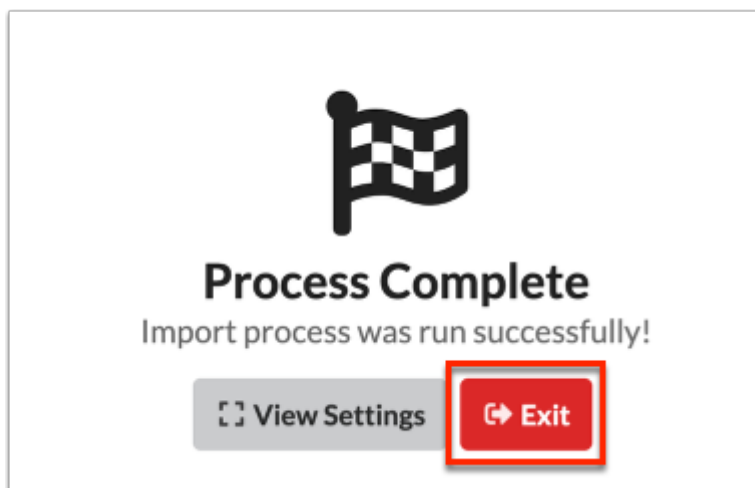 Process Complete
Import process was run successfully!
View Settings Exit